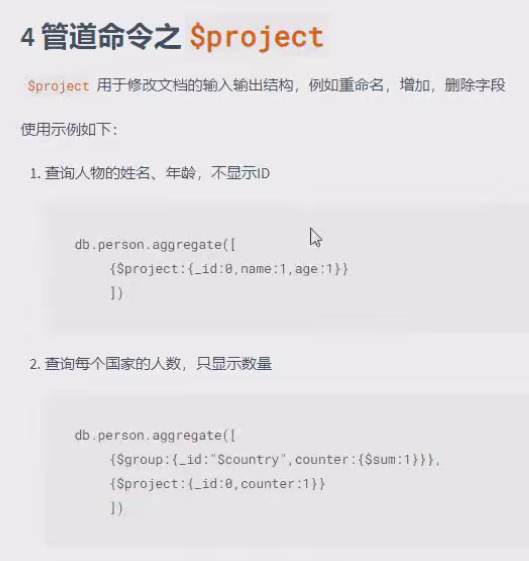 4 管道命令之 $project
$project 用于修改文档的输入输出结构，例如重命名，增加，删除字段
使用示例如下：
1. 查询人物的姓名、年龄，不显示ID
db.person.aggregate([
{$project:{_id:0,name:1,age:1}}
])
2. 查询每个国家的人数，只显示数量
db.person.aggregate([
{$group:{_id:"$country",counter:{$sum:1}}},
{$project:{_id:0,counter:1}}
])